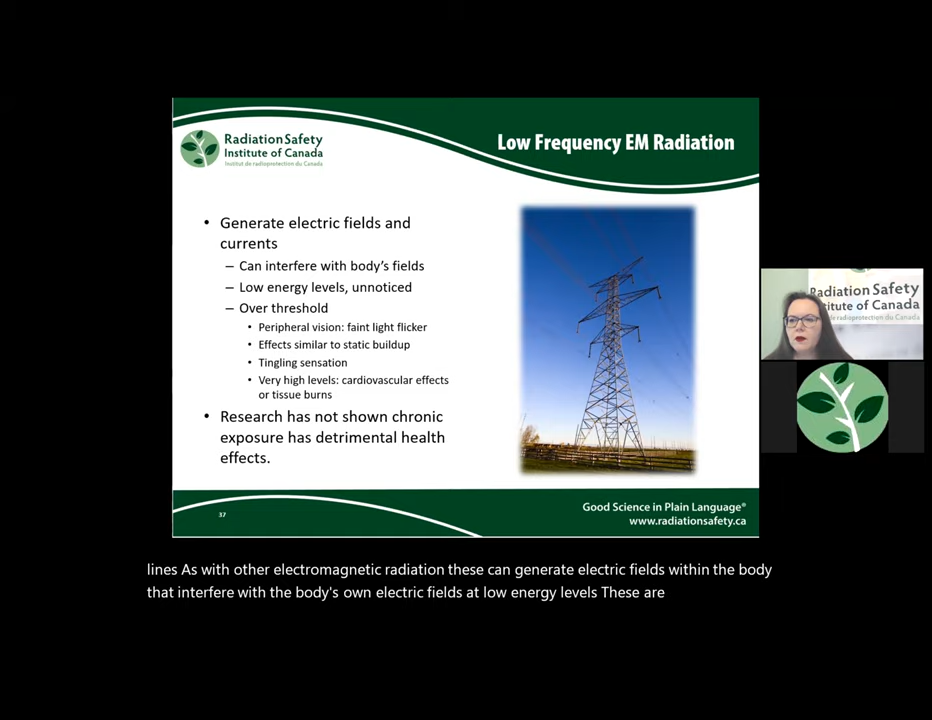 Radiation Safety
Institute of Canada
Institut de radioprotection du Canada
Low Frequency EM Radiation
• Generate electric fields and
currents
– Can interfere with body's fields
– Low energy levels, unnoticed
– Over threshold
• Peripheral vision: faint light flicker
• Effects similar to static buildup
• Tingling sensation
• Very high levels: cardiovascular effects
or tissue burns
• Research has not shown chronic
exposure has detrimental health
effects.
Radiation Safety
titute of Canada
de radioprotection du Canada
37
Good Science in Plain Language®
www.radiationsafety.ca
lines As with other electromagnetic radiation these can generate electric fields within the body
that interfere with the body's own electric fields at low energy levels These are